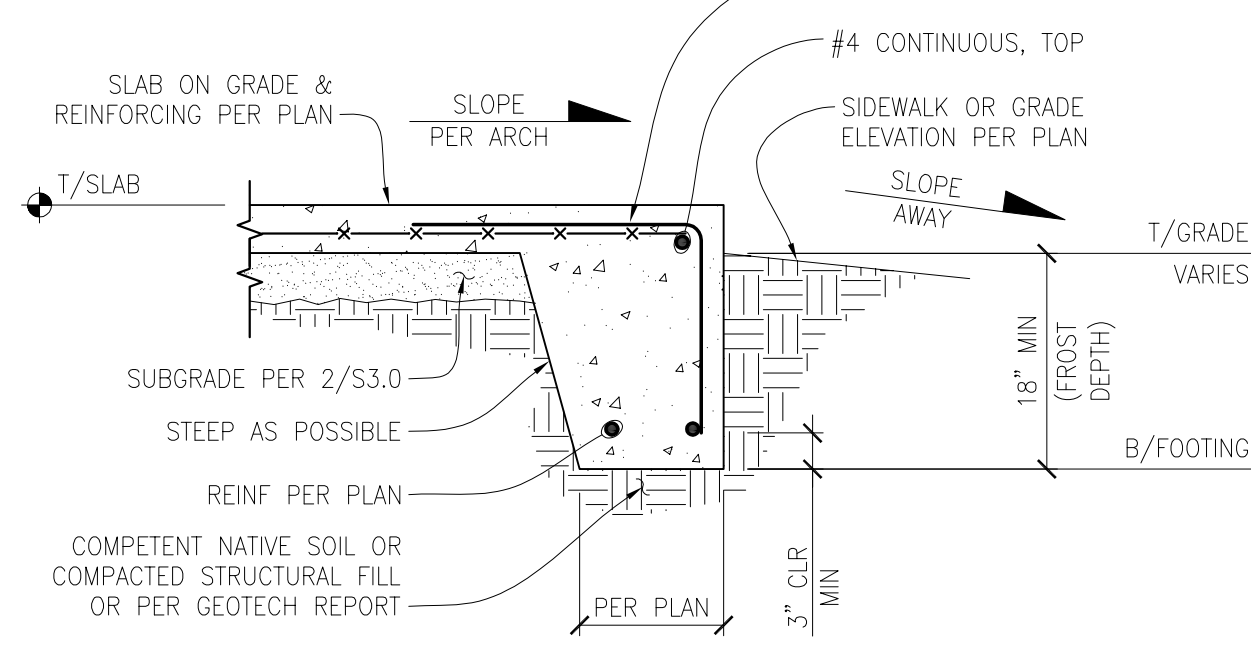 #4 CONTINUOUS, TOP
SLAB ON GRADE &
REINFORCING PER PLAN
SLOPE
PER ARCH
SIDEWALK OR GRADE
ELEVATION PER PLAN
T/SLAB
SLOPE
AWAY
T/GRADE
VARIES
18" MIN
(FROST
DEPTH)
SUBGRADE PER 2/S3.0
STEEP AS POSSIBLE
B/FOOTING
REINF PER PLAN
COMPETENT NATIVE SOIL OR
COMPACTED STRUCTURAL FILL
OR PER GEOTECH REPORT
PER PLAN
3" CLR
MIN